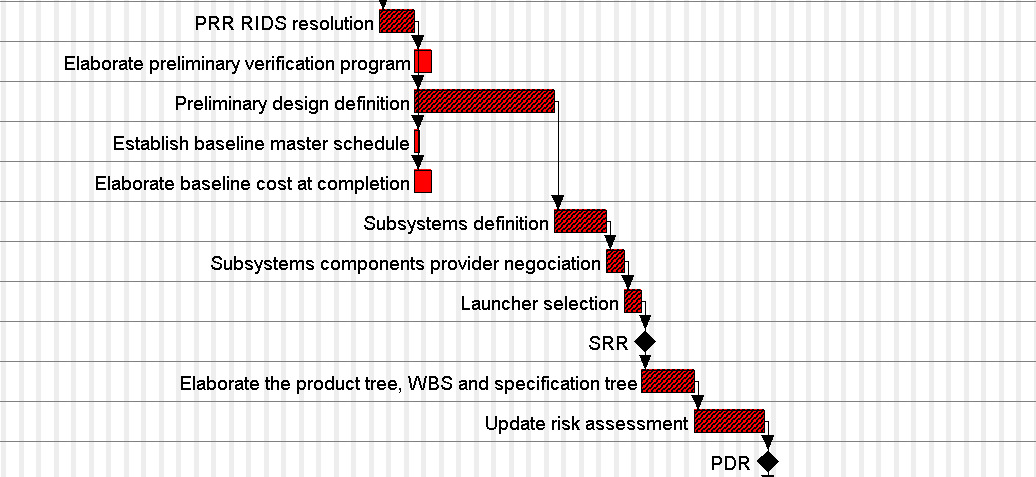 PRR RIDS resolution
Elaborate preliminary verification program
Preliminary design definition
Establish baseline master schedule
Elaborate baseline cost at completion
Subsystems definition
Subsystems components provider negociation
Launcher selection
SRR
Elaborate the product tree, WBS and specification tree
Update risk assessment
PDR